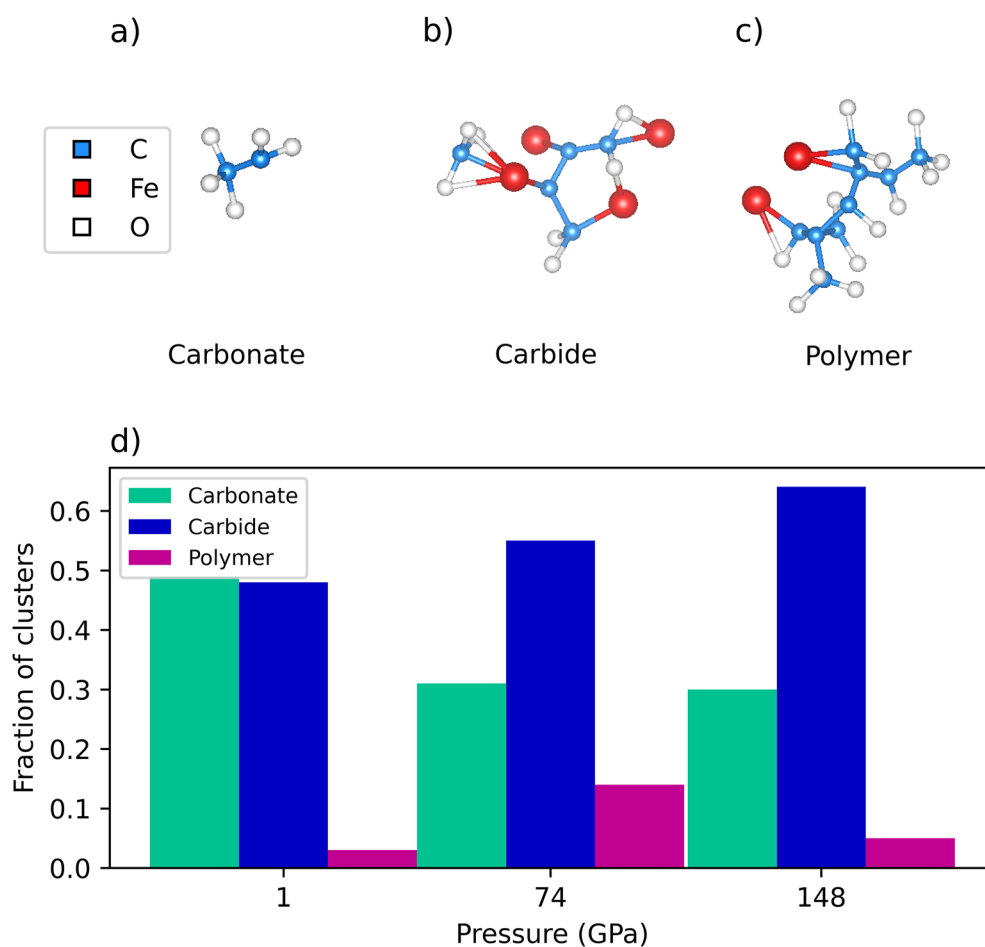 a)
b)
c)
C
Fe
O
Carbonate
Carbide
Polymer
d)
Carbonate
Carbide
Polymer
Fraction of clusters
0.6
0.5
0.4
0.3
0.2
0.1
0.0
1
74
148
Pressure (GPa)